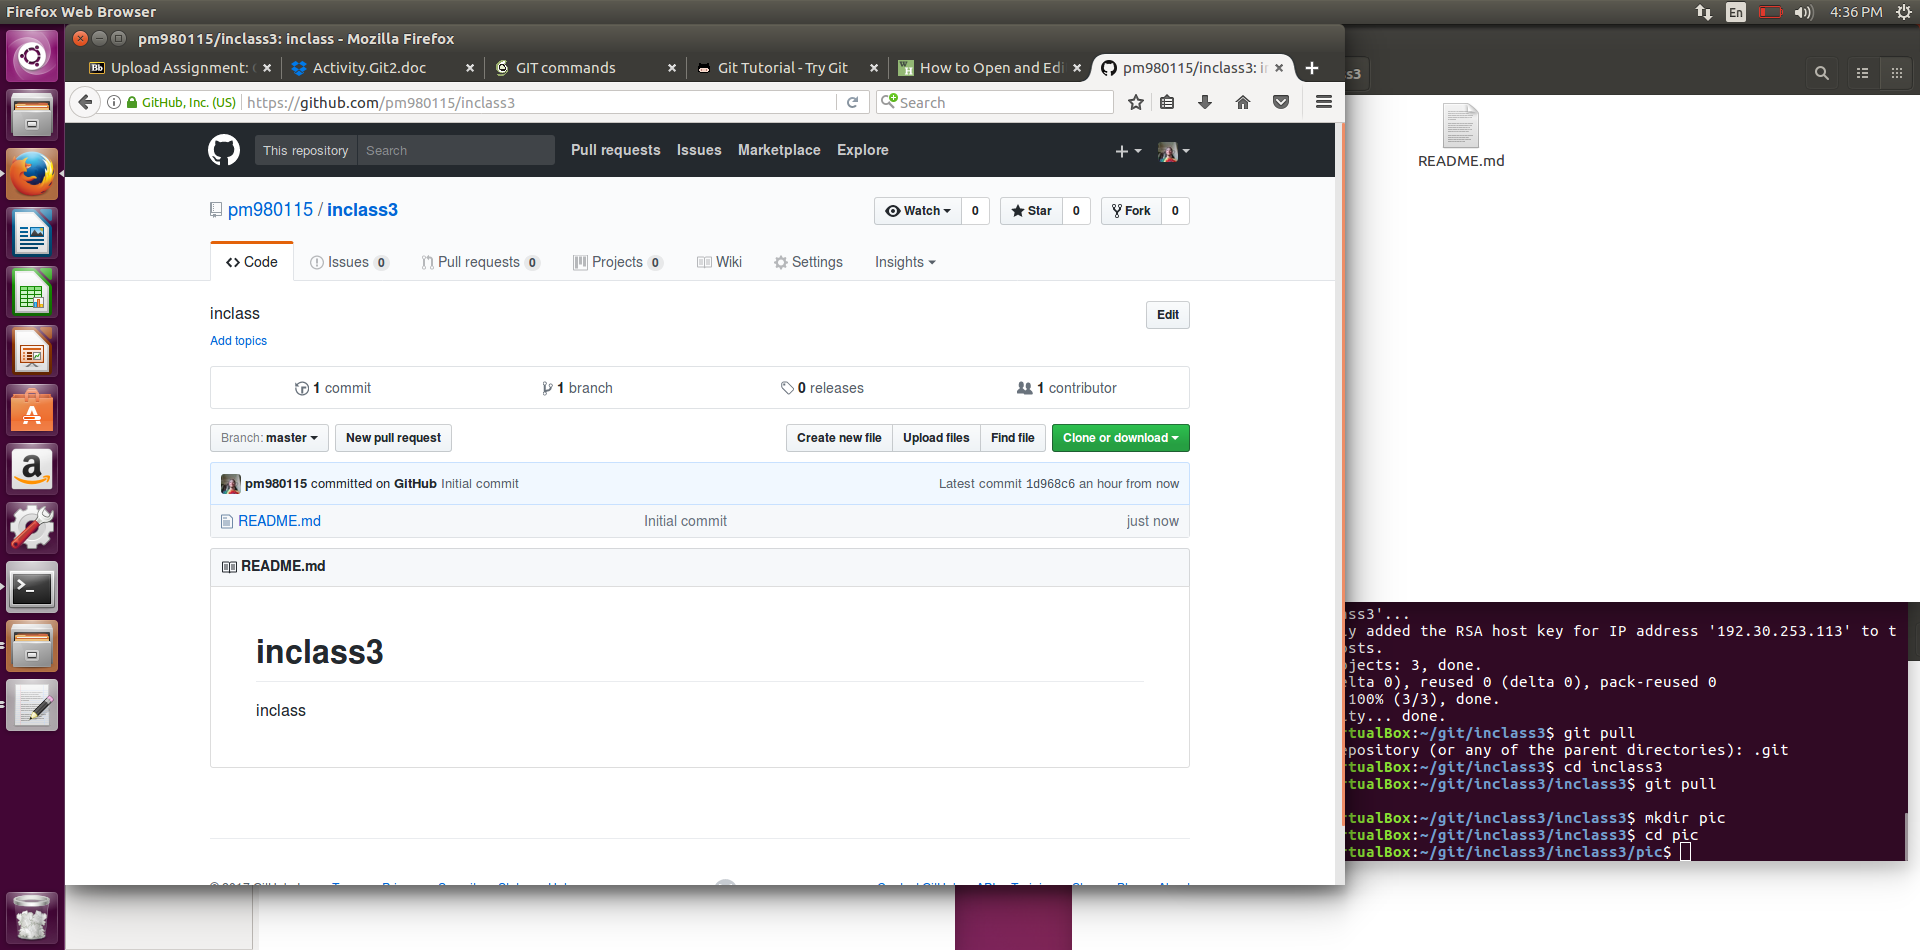 Firefox Web Browser
En
4:36 PM
pm980115/inclass3: inclass - Mozilla Firefox
Bb Upload Assignment:
Activity.Git2.doc
GIT commands
Git Tutorial - Try Git
How to Open and Edi
pm980115/inclass3: i
GitHub, Inc. (US)
https://github.com/pm980115/inclass3
Search
This repository
Search
Pull requests
Issues
Marketplace
Explore
pm980115 / inclass3
Watch 0
Star 0
Fork 0
Code
Issues 0
Pull requests 0
Projects 0
Wiki
Settings
Insights
inclass
Edit
Add topics
1 commit
1 branch
0 releases
1 contributor
Branch: master
New pull request
Create new file
Upload files
Find file
Clone or download
pm980115 committed on GitHub Initial commit
Latest commit 1d968c6 an hour from now
README.md
Initial commit
just now
README.md
inclass3
inclass
s3
README.md
ss3'...
y added the RSA host key for IP address '192.30.253.113' to t
sts.
jects: 3, done.
lta 0), reused 0 (delta 0), pack-reused 0
100% (3/3), done.
ty... done.
tualBox:~/git/inclass3$ git pull
pository (or any of the parent directories): .git
tualBox:~/git/inclass3$ cd inclass3
tualBox:~/git/inclass3/inclass3$ git pull
tualBox:~/git/inclass3/inclass3$ mkdir pic
tualBox:~/git/inclass3/inclass3$ cd pic
tualBox:~/git/inclass3/inclass3/pic$